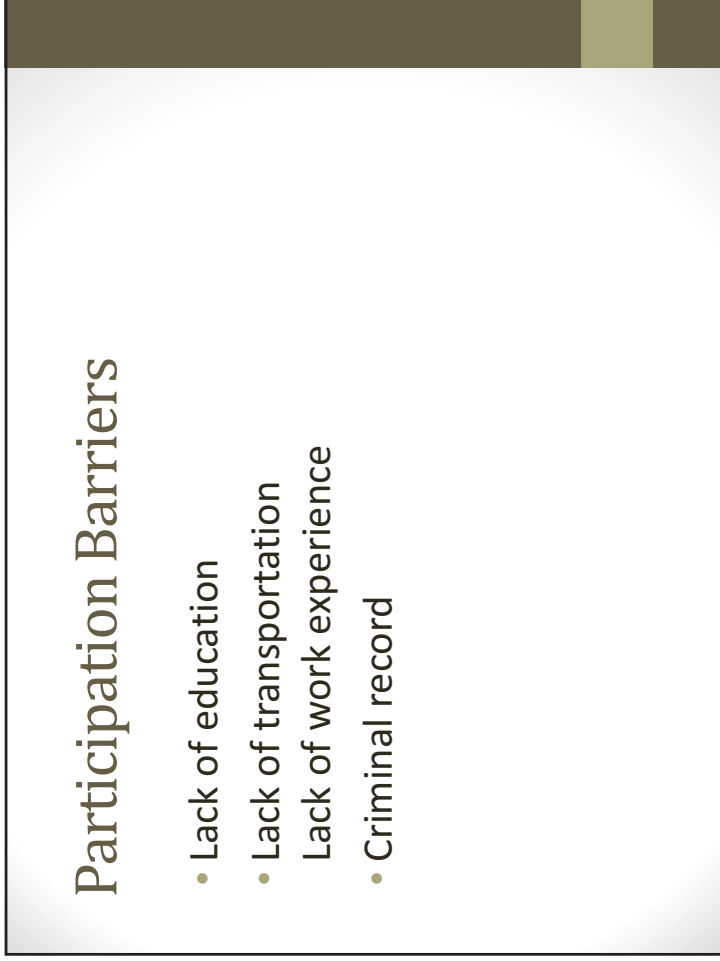 Participation Barriers
• Lack of education
• Lack of transportation
Lack of work experience
• Criminal record